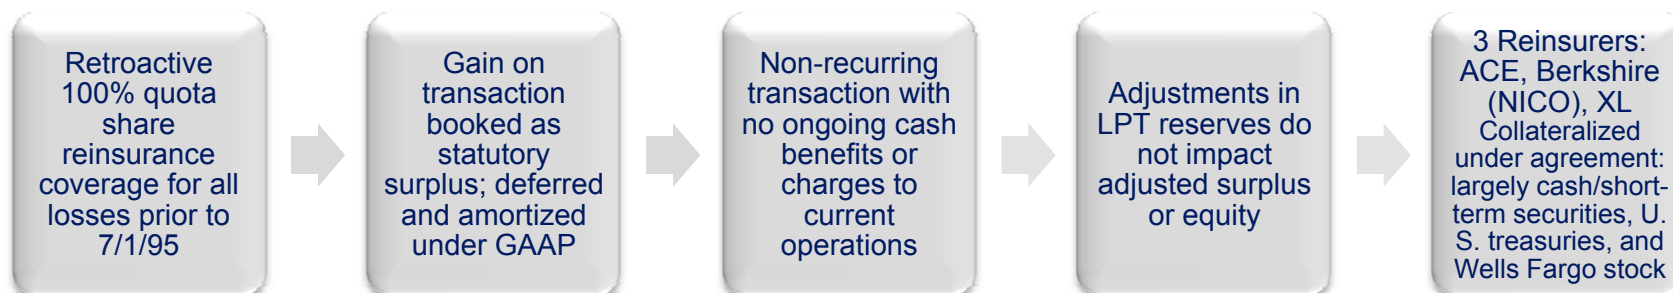 Retroactive
100% quota
share
reinsurance
coverage for all
losses prior to
7/1/95
Gain on
transaction
booked as
statutory
surplus; deferred
and amortized
under GAAP
Non-recurring
transaction with
no ongoing cash
benefits or
charges to
current
operations
Adjustments in
LPT reserves do
not impact
adjusted surplus
or equity
3 Reinsurers:
ACE, Berkshire
(NICO), XL
Collateralized
under agreement:
largely cash/short-
term securities, U.
S. treasuries, and
Wells Fargo stock